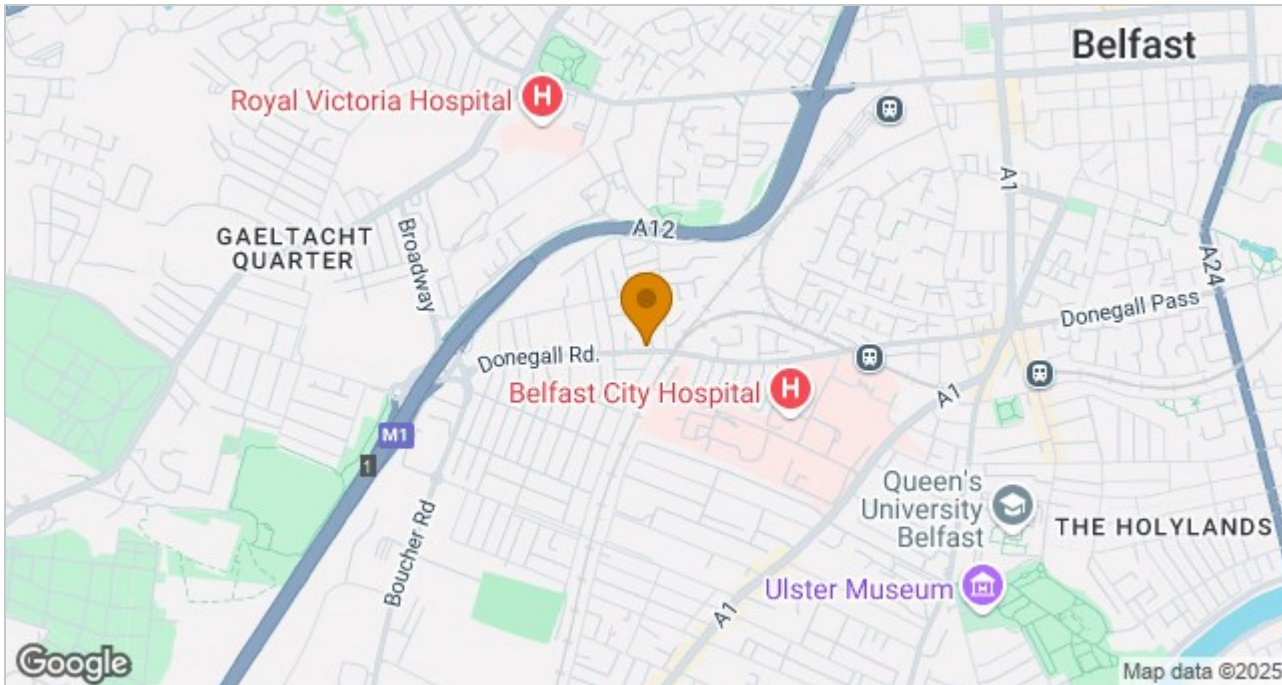 Belfast
Royal Victoria Hospital
H
A1
A12
GAELTACHT
QUARTER
Broadway
A24
Donegall Pass
Donegall Rd.
Belfast City Hospital
H
A1
M1
1
Boucher Rd
Queen's
University
Belfast
THE HOLYLANDS
Ulster Museum
A1
Google
Map data ©2025